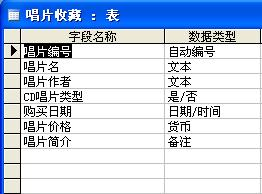 唱片收藏 : 表
字段名称 数据类型
唱片编号 自动编号
唱片名 文本
唱片作者 文本
CD唱片类型 是/否
购买日期 日期/时间
唱片价格 货币
唱片简介 备注